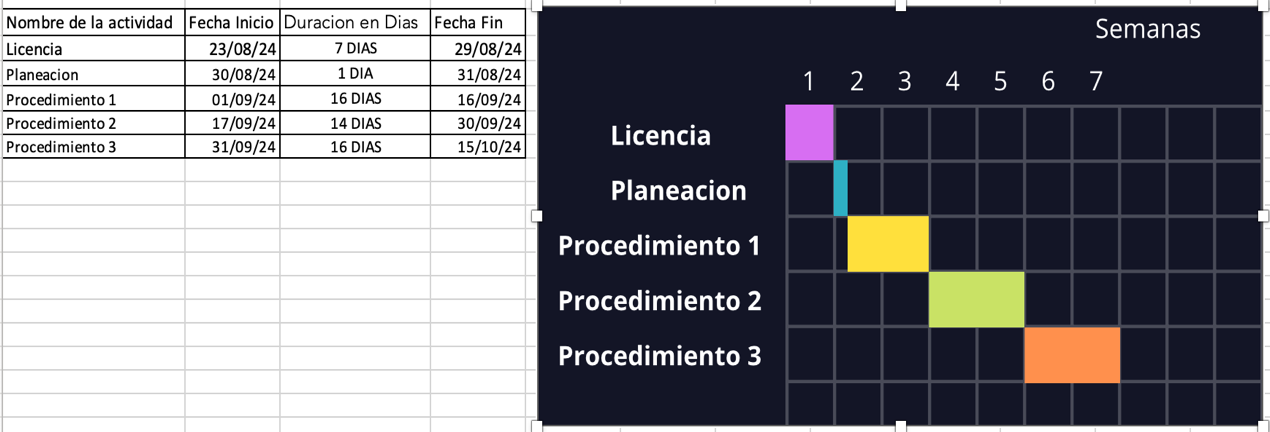 Nombre de la actividad Fecha Inicio Duracion en Dias Fecha Fin
Licencia 23/08/24 7 DIAS 29/08/24
Planeacion 30/08/24 1 DIA 31/08/24
Procedimiento 1 01/09/24 16 DIAS 16/09/24
Procedimiento 2 17/09/24 14 DIAS 30/09/24
Procedimiento 3 31/09/24 16 DIAS 15/10/24
Semanas
1 2 3 4 5 6 7
Licencia
Planeacion
Procedimiento 1
Procedimiento 2
Procedimiento 3